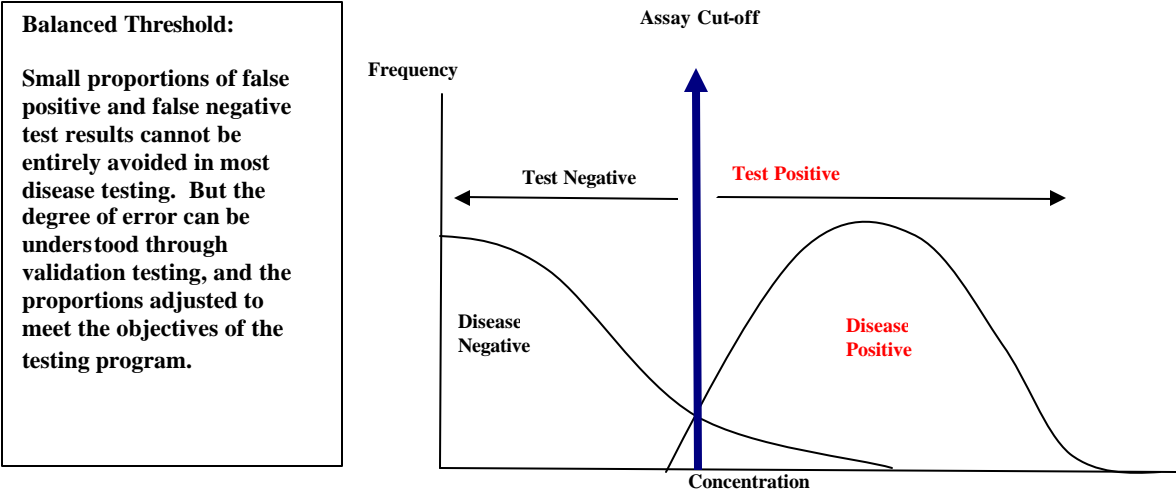 Balanced Threshold:
Small proportions of false
positive and false negative
test results cannot be
entirely avoided in most
disease testing. But the
degree of error can be
understood through
validation testing, and the
proportions adjusted to
meet the objectives of the
testing program.
Assay Cut-off
Frequency
Test Negative
Test Positive
Disease
Negative
Disease
Positive
Concentration